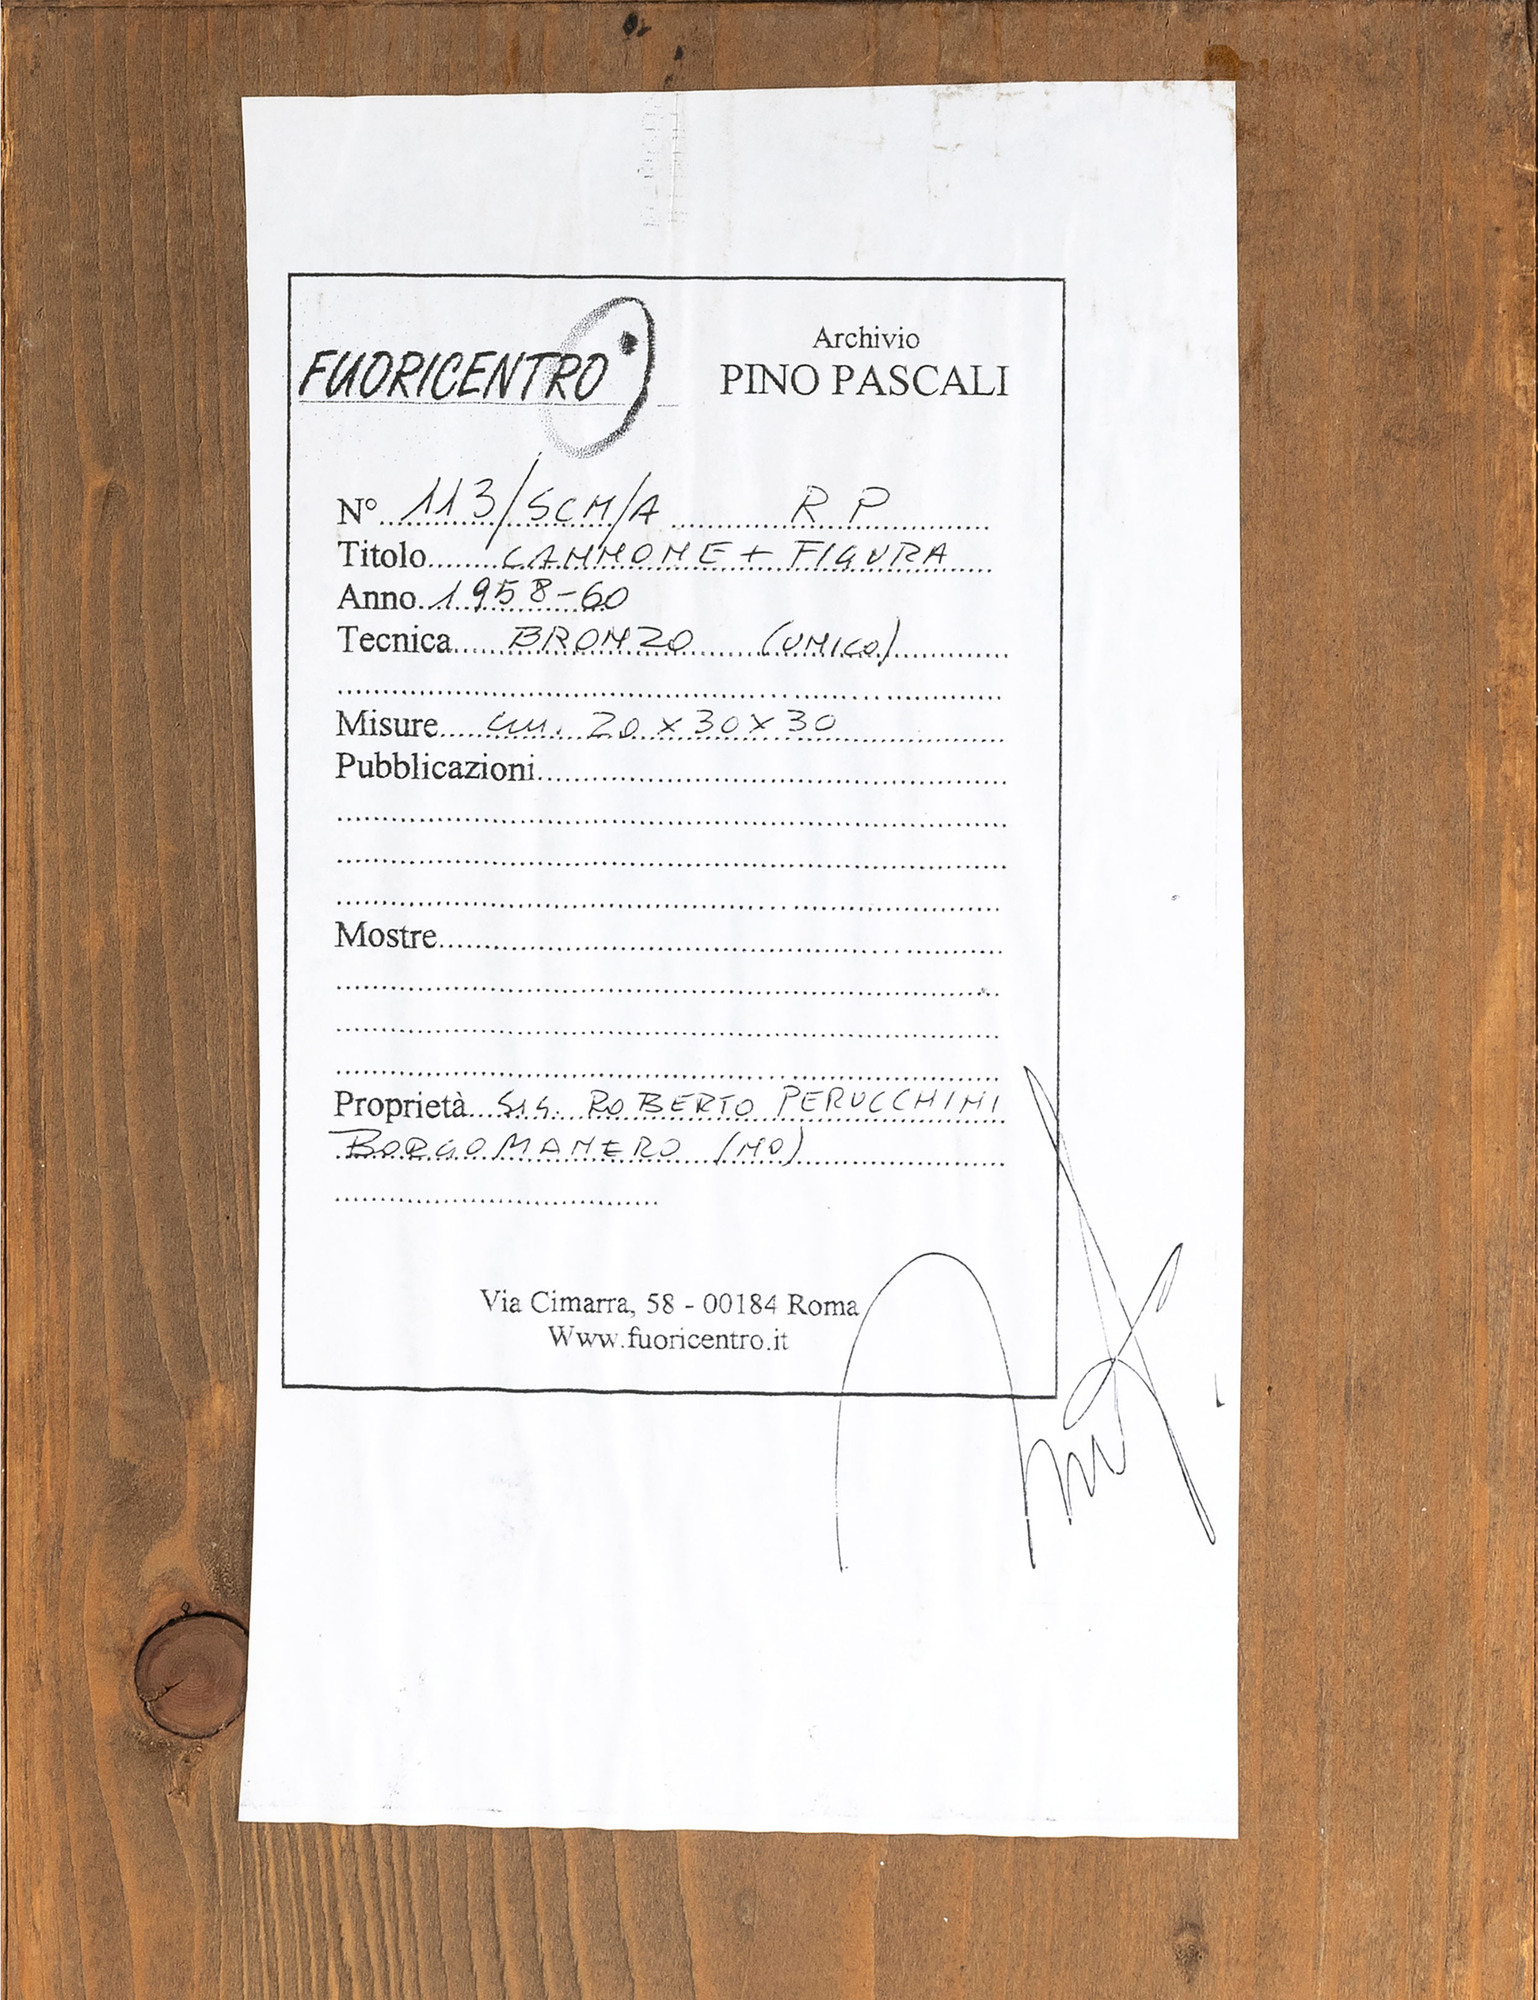 FUORICENTRO
Archivio
PINO PASCALI
N° 113/SCM/A R P
Titolo CANNONE + FIGURA
Anno 1958-60
Tecnica BRONZO (UNICO)
Misure cm. 20 x 30 x 30
Pubblicazioni
Mostre
Proprietà SIG. ROBERTO PERUCCHINI
BORGOMANERO (NO)
Via Cimarra, 58 - 00184 Roma
Www.fuoricentro.it